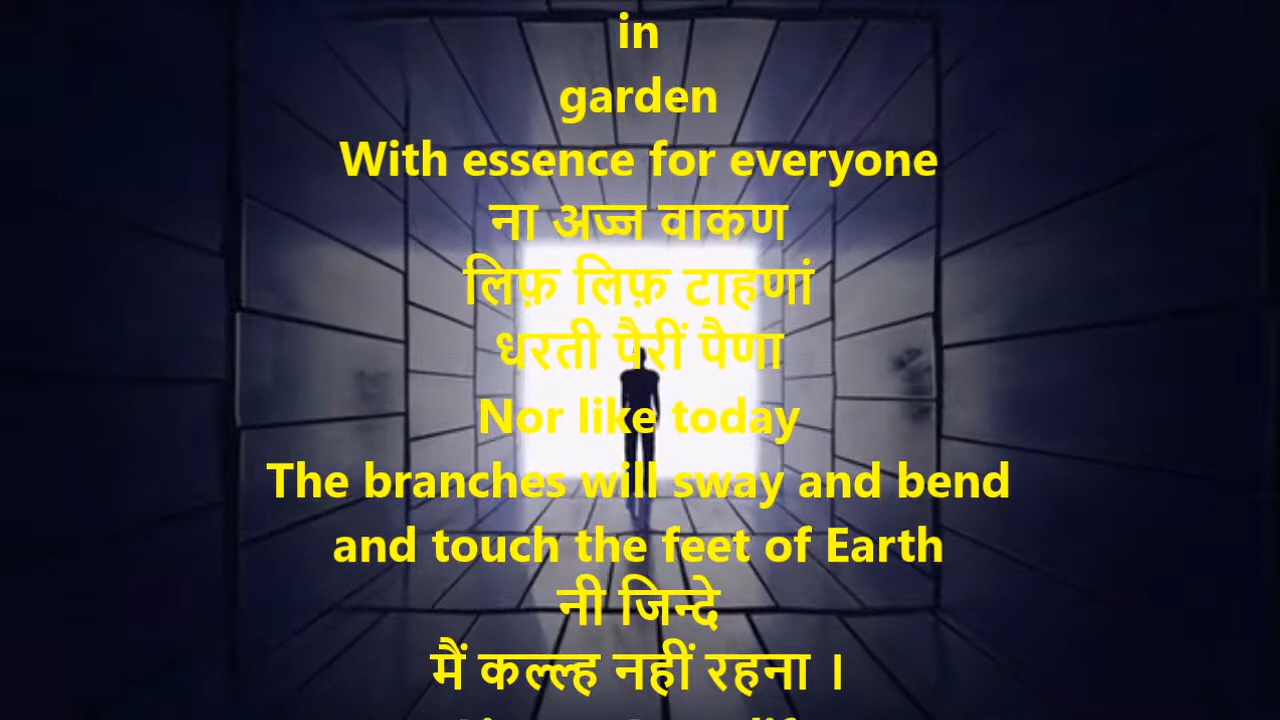 in
garden
With essence for everyone
ना अज्ज वाकण
लिफ़ लिफ़ टाहणां
धरती पैरीं पैणा
Nor like today
The branches will sway and bend
and touch the feet of Earth
नी जिन्दे
मैं कल्ल्ह नहीं रहना ।